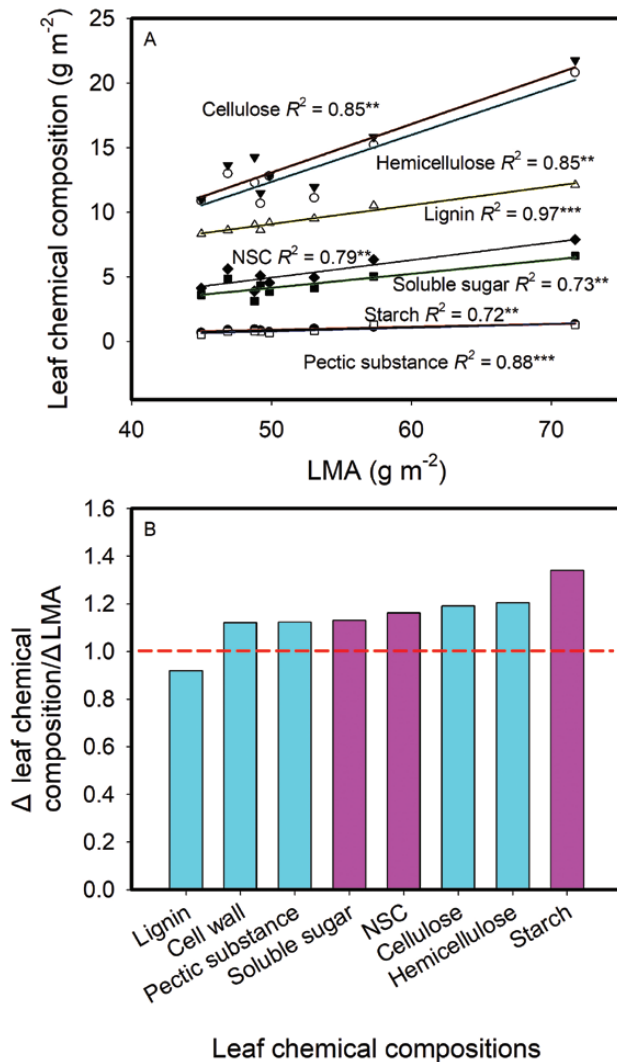 A
Leaf chemical composition (g m⁻²)
25
20
15
10
5
0
Cellulose R² = 0.85**
Hemicellulose R² = 0.85**
Lignin R² = 0.97***
NSC R² = 0.79**
Soluble sugar R² = 0.73**
Starch R² = 0.72**
Pectic substance R² = 0.88***
40 50 60 70
LMA (g m⁻²)
B
Δ leaf chemical
composition/Δ LMA
1.6
1.4
1.2
1.0
0.8
0.6
0.4
0.2
0.0
Lignin
Cell wall
Pectic substance
Soluble sugar
NSC
Cellulose
Hemicellulose
Starch
Leaf chemical compositions